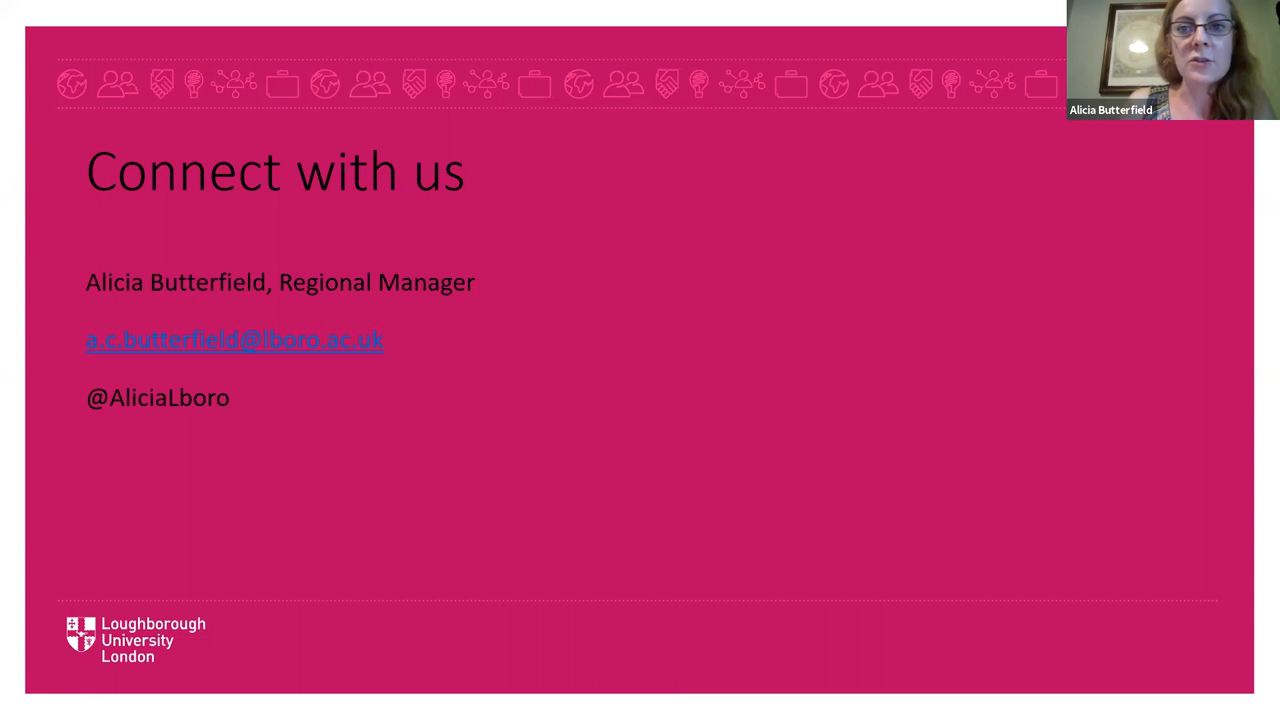 Alicia Butterfield
Connect with us
Alicia Butterfield, Regional Manager
a.c.butterfield@lboro.ac.uk
@AliciaLboro
Loughborough
University
London